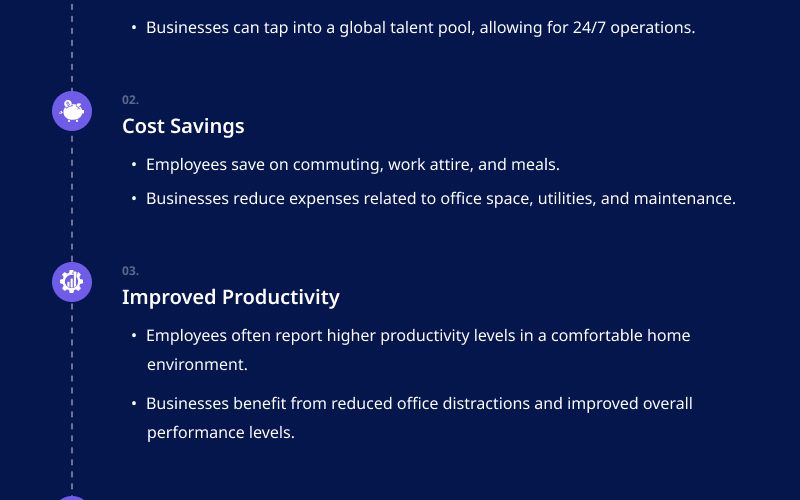 • Businesses can tap into a global talent pool, allowing for 24/7 operations.
02.
Cost Savings
• Employees save on commuting, work attire, and meals.
• Businesses reduce expenses related to office space, utilities, and maintenance.
03.
Improved Productivity
• Employees often report higher productivity levels in a comfortable home
environment.
• Businesses benefit from reduced office distractions and improved overall
performance levels.